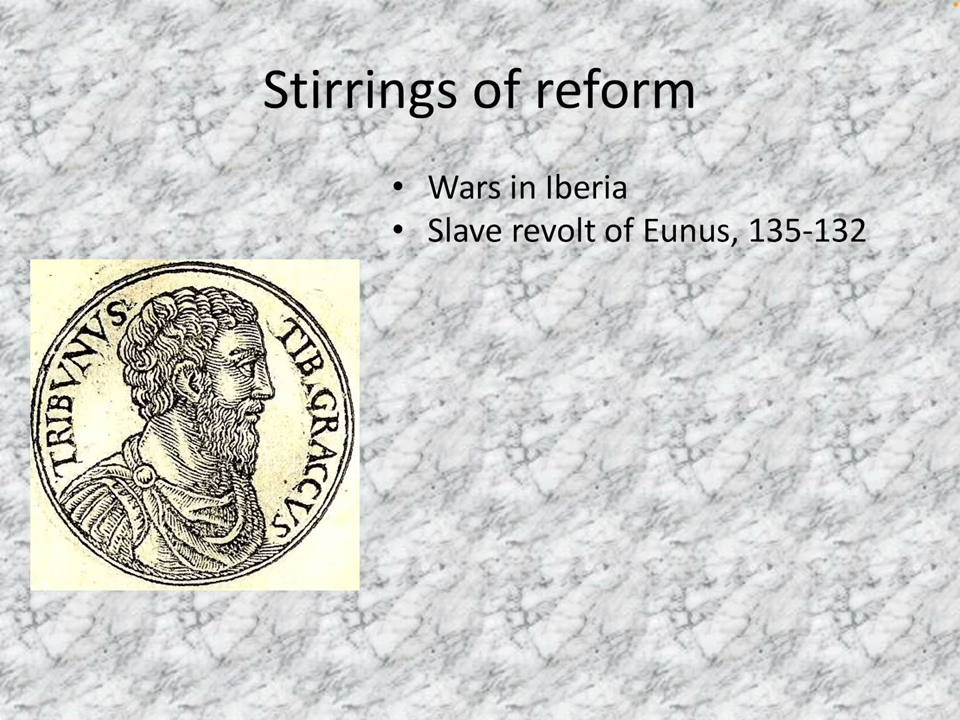 Stirrings of reform
• Wars in Iberia
• Slave revolt of Eunus, 135-132
TRIBVNVS TIB. GRACCVS